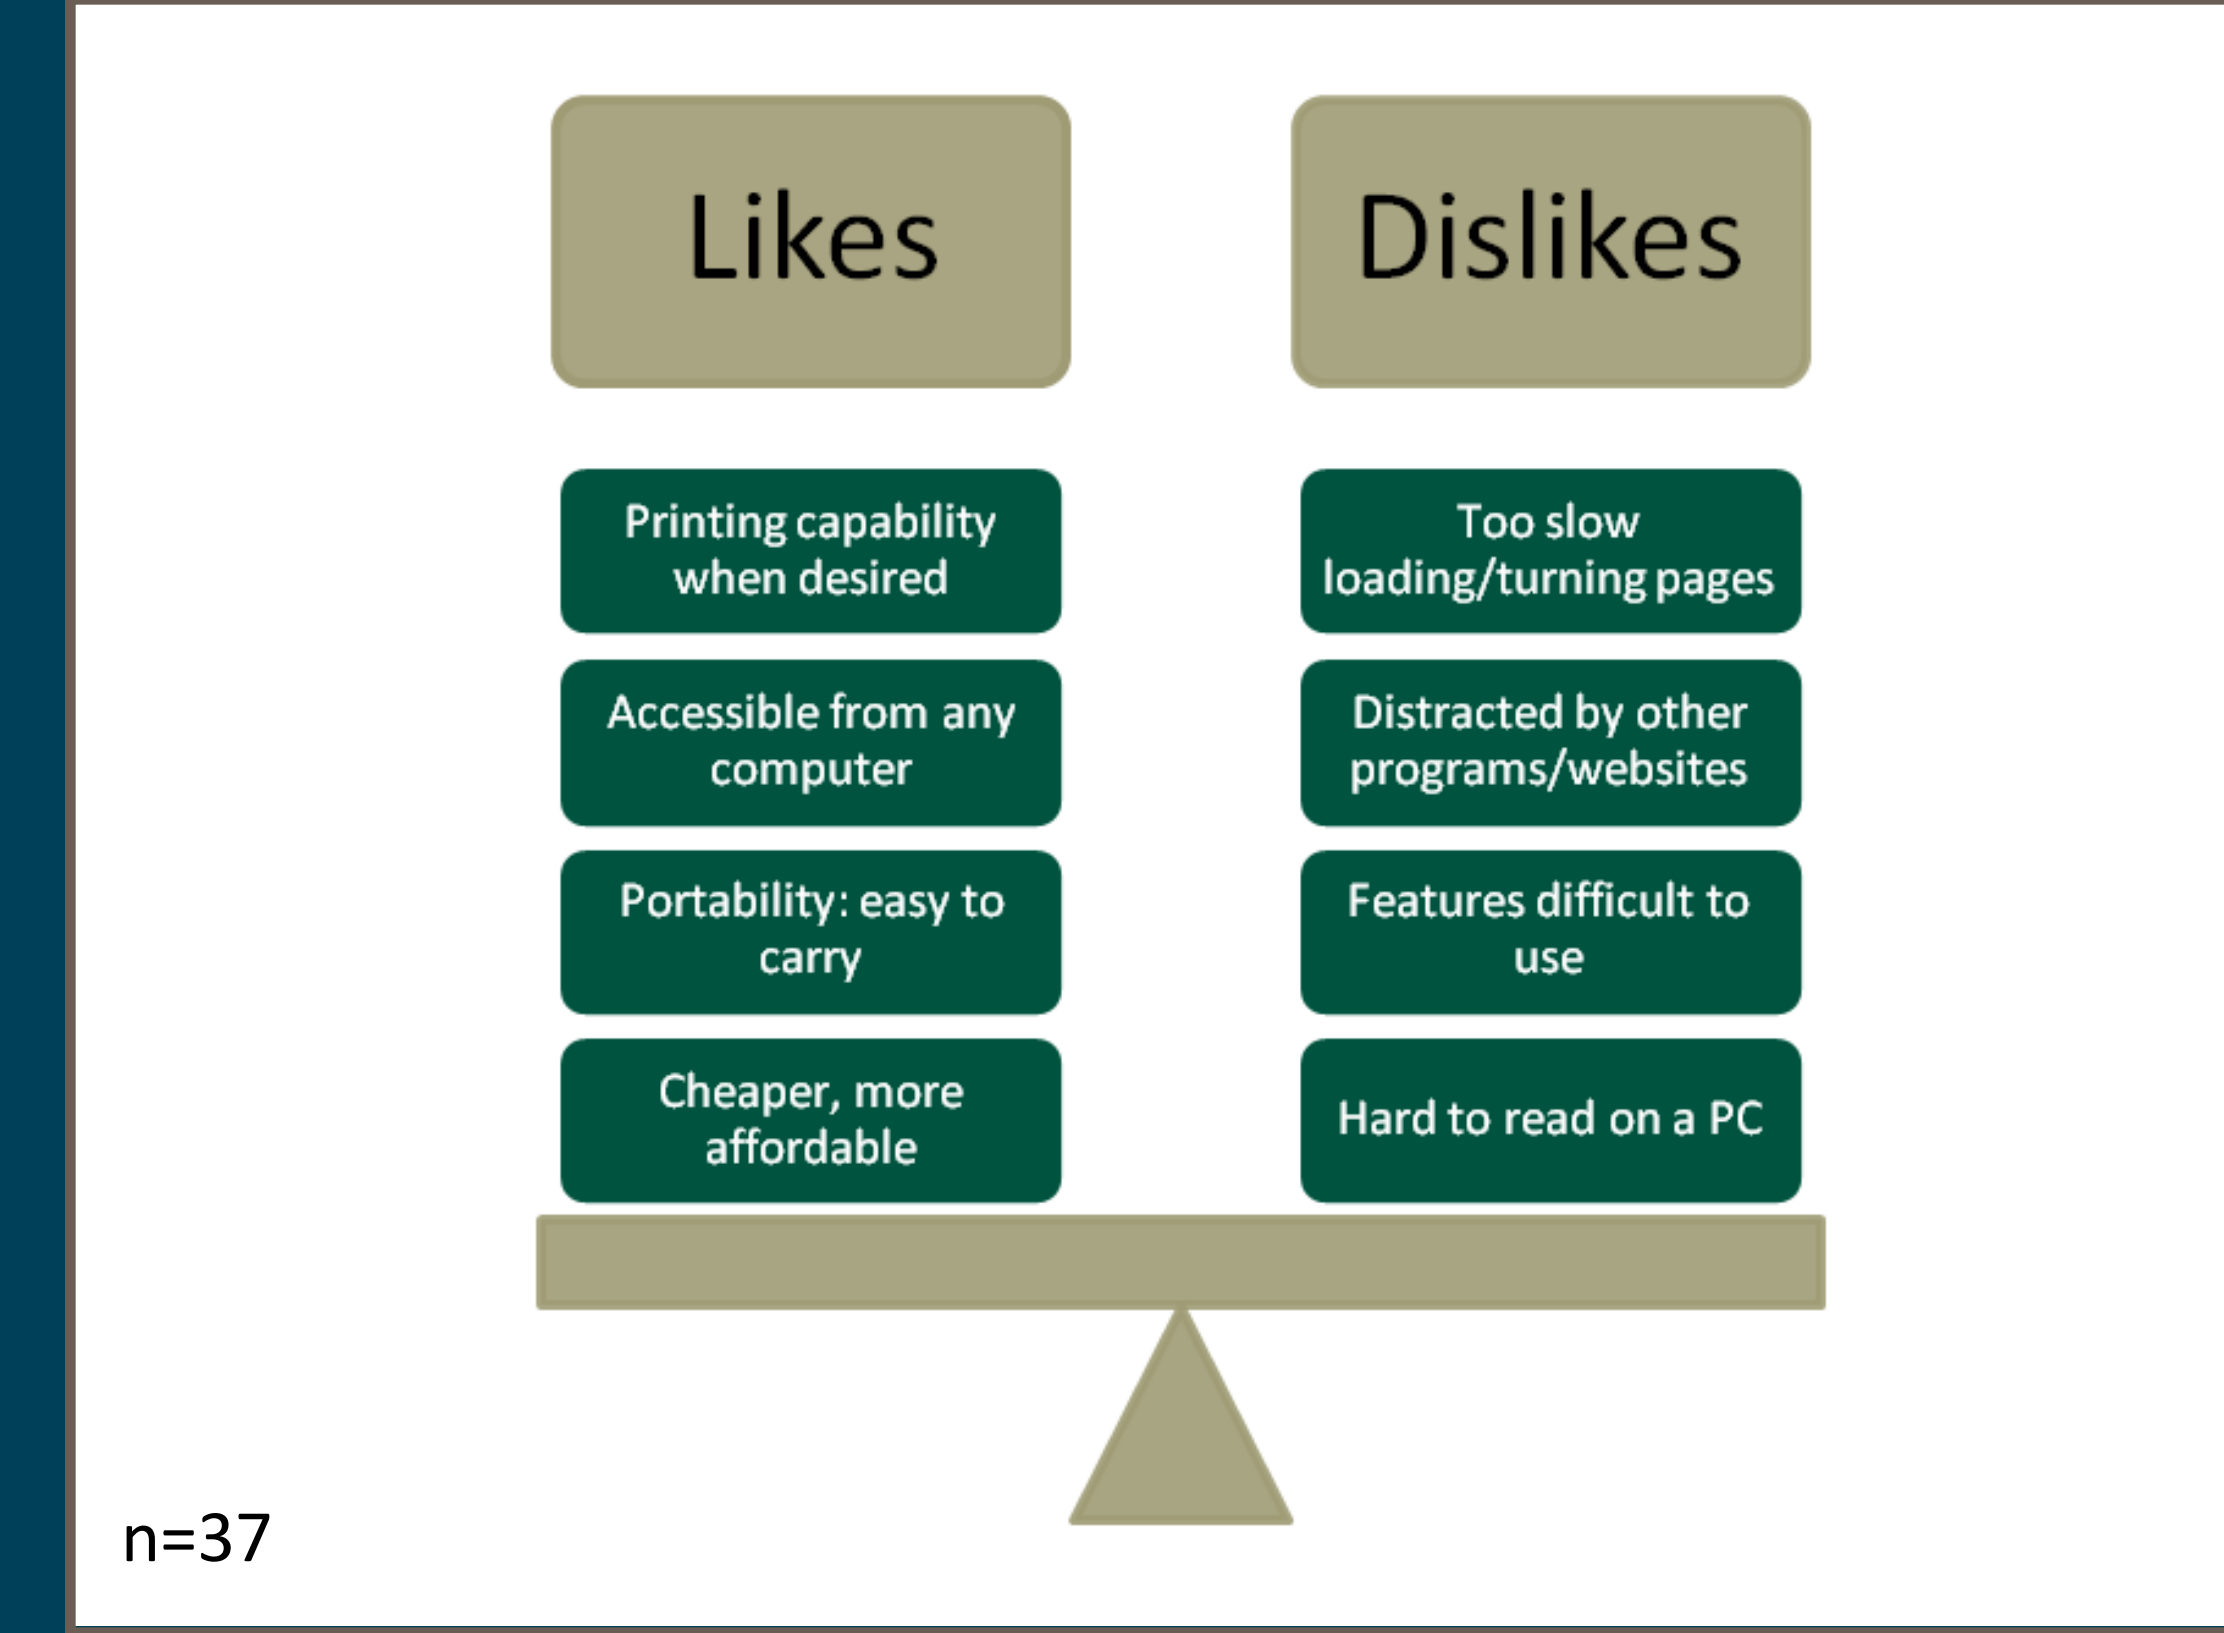 Likes
Printing capability
when desired
Accessible from any
computer
Portability: easy to
carry
Cheaper, more
affordable
Dislikes
Too slow
loading/turning pages
Distracted by other
programs/websites
Features difficult to
use
Hard to read on a PC
n=37